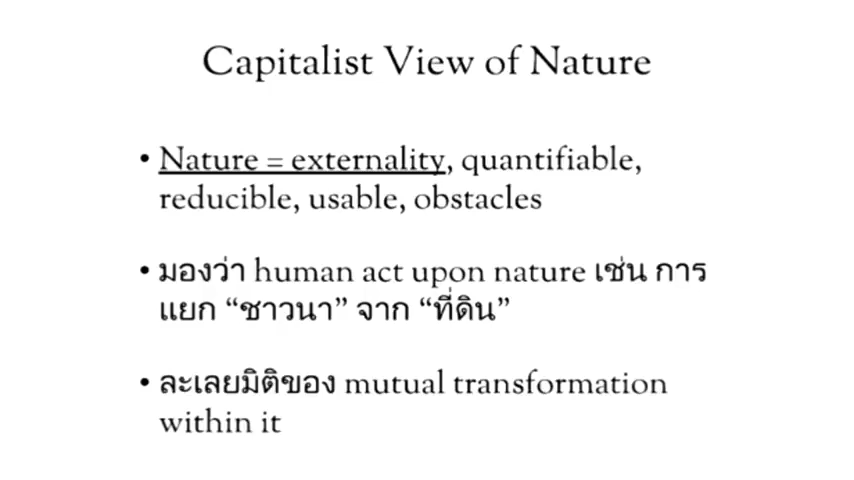 Capitalist View of Nature
• Nature = externality, quantifiable,
reducible, usable, obstacles
• มองว่า human act upon nature เช่น การ
แยก “ชาวนา” จาก “ที่ดิน”
• ละเลยมิติของ mutual transformation
within it